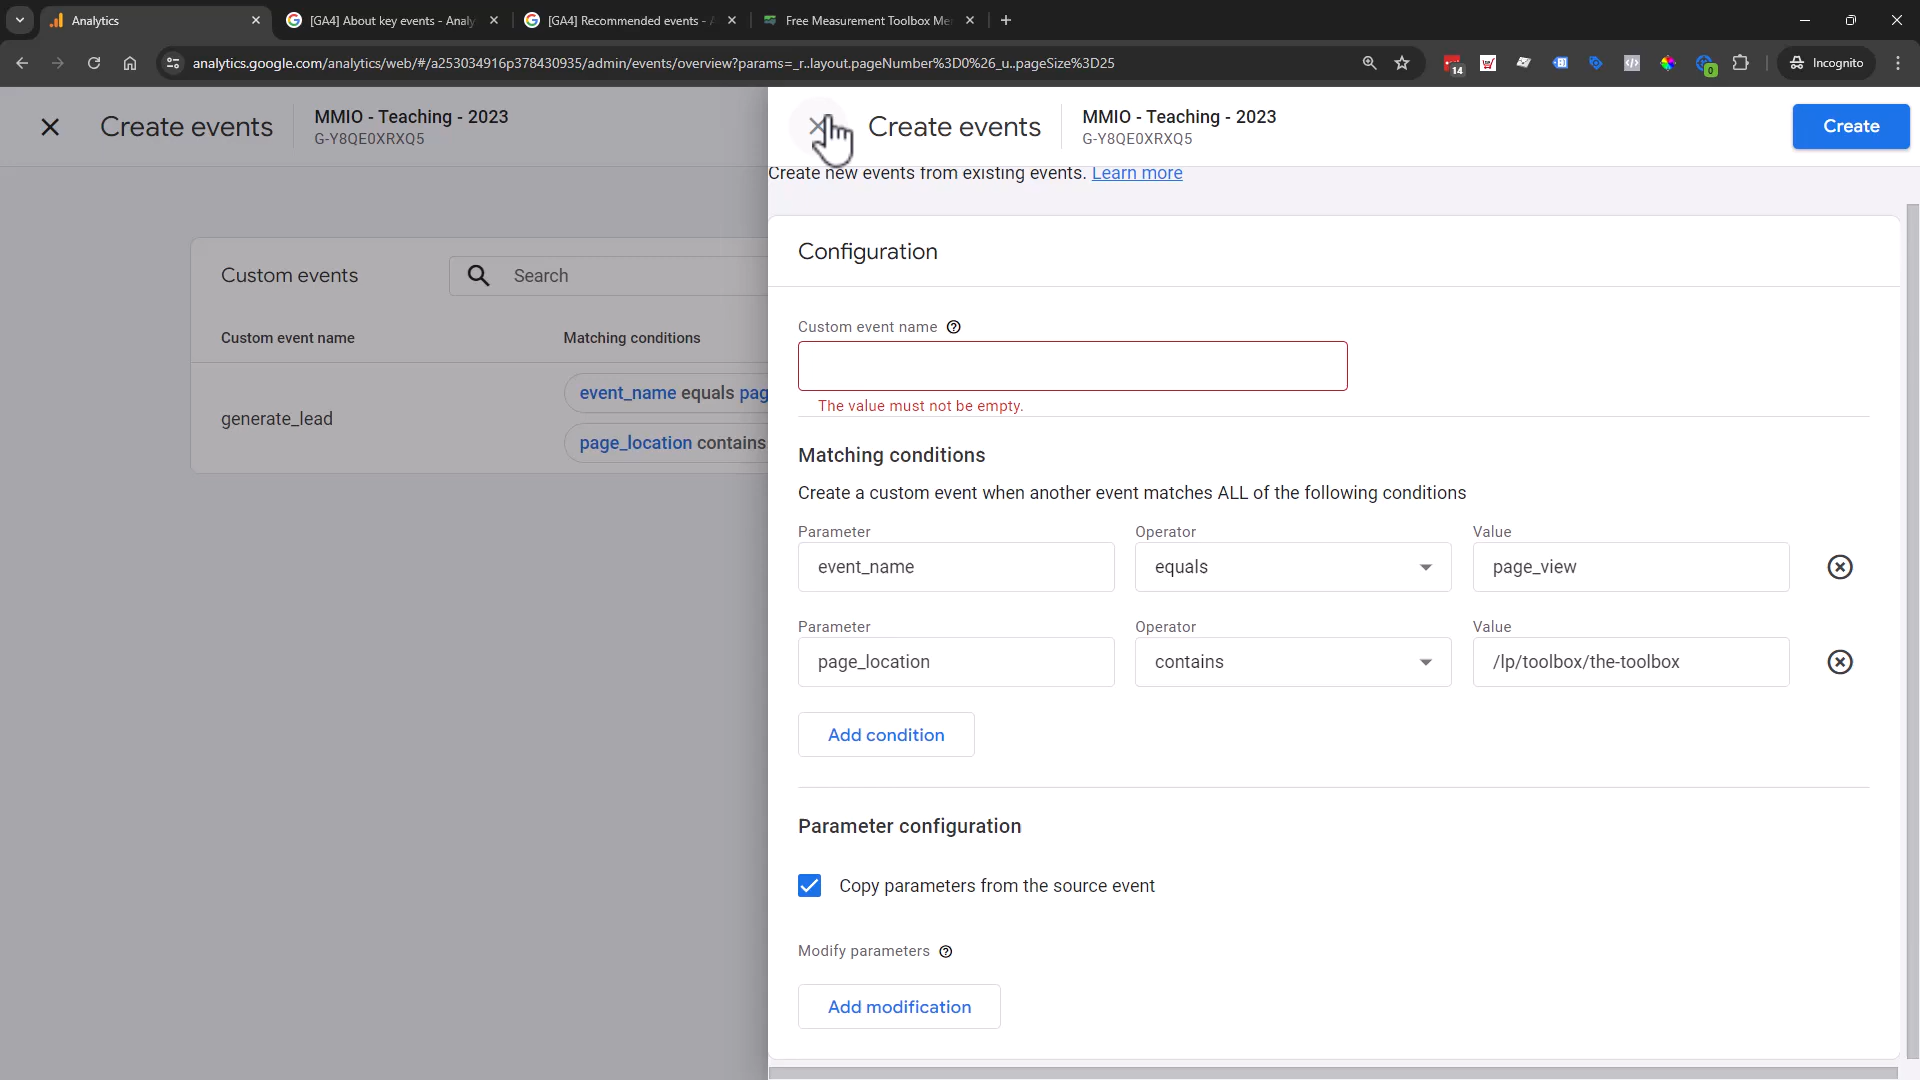 Analytics
[GA4] About key events - Analy
[GA4] Recommended events - A
Free Measurement Toolbox Me
analytics.google.com/analytics/web/#/a253034916p378430935/admin/events/overview?params=_r..layout.pageNumber%3D0%26_u..pageSize%3D25
14
0
Incognito
Create events
MMIO - Teaching - 2023
G-Y8QE0XRXQ5
Custom events
Search
Custom event name
Matching conditions
generate_lead
event_name equals pag
page_location contains
Create events
MMIO - Teaching - 2023
G-Y8QE0XRXQ5
Create
Create new events from existing events. Learn more
Configuration
Custom event name
The value must not be empty.
Matching conditions
Create a custom event when another event matches ALL of the following conditions
Parameter Operator Value
event_name equals page_view
Parameter Operator Value
page_location contains /lp/toolbox/the-toolbox
Add condition
Parameter configuration
Copy parameters from the source event
Modify parameters
Add modification